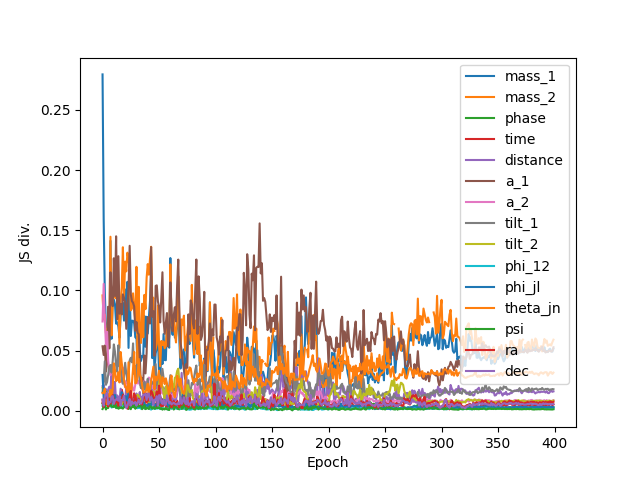 JS div.
0.25
0.20
0.15
0.10
0.05
0.00
0 50 100 150 200 250 300 350 400
Epoch
mass_1
mass_2
phase
time
distance
a_1
a_2
tilt_1
tilt_2
phi_12
phi_jl
theta_jn
psi
ra
dec